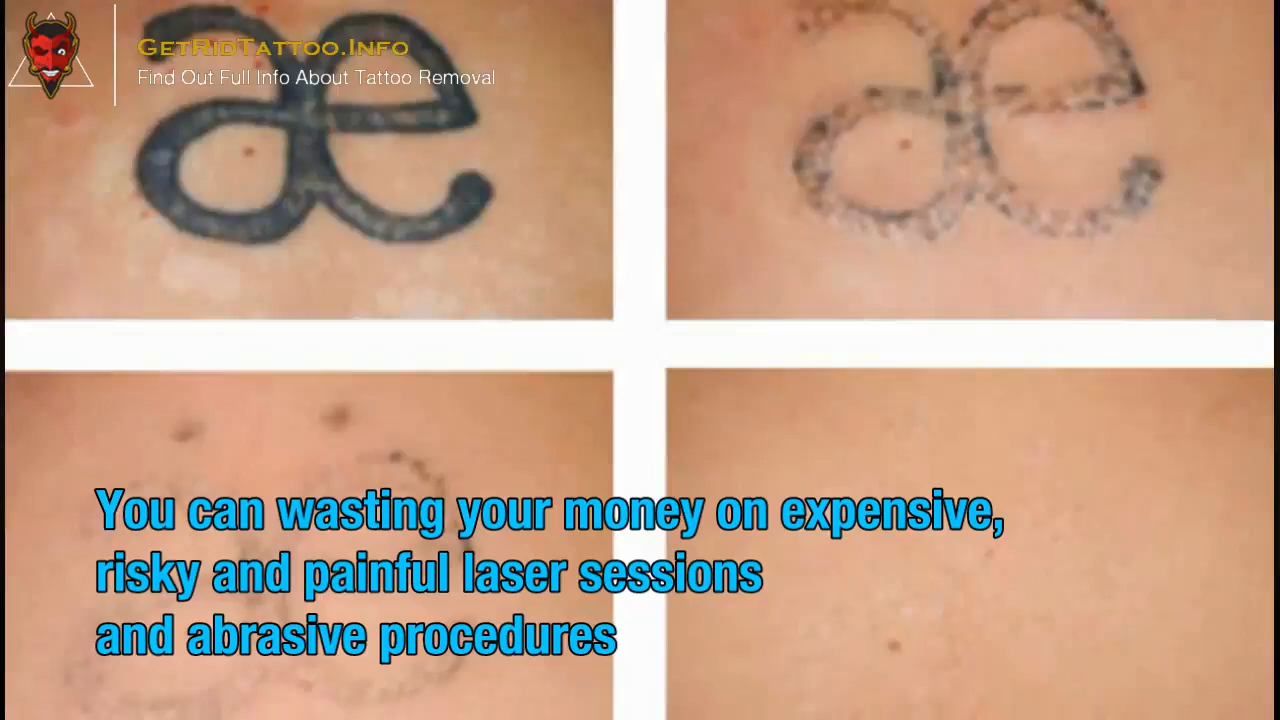 GetRidTattoo.Info
Find Out Full Info About Tattoo Removal
æ
æ
You can wasting your money on expensive,
risky and painful laser sessions
and abrasive procedures